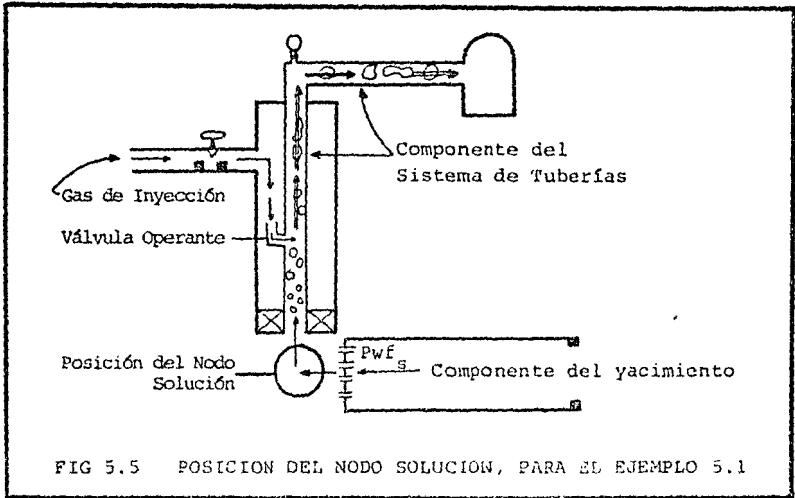 Componente del
Sistema de Tuberías
Gas de Inyección
Válvula Operante
Posición del Nodo
Solución
Pwf
s
Componente del yacimiento
FIG 5.5 POSICION DEL NODO SOLUCION, PARA EL EJEMPLO 5.1